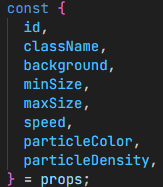 const {
  id,
  className,
  background,
  minSize,
  maxSize,
  speed,
  particleColor,
  particleDensity,
} = props;